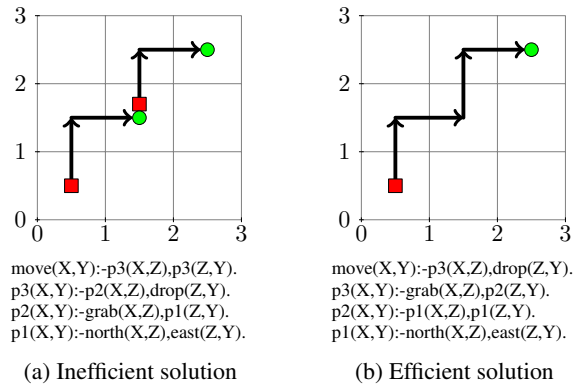 3
2
1
0
0 1 2 3
move(X,Y):-p3(X,Z),p3(Z,Y).
p3(X,Y):-p2(X,Z),drop(Z,Y).
p2(X,Y):-grab(X,Z),p1(Z,Y).
p1(X,Y):-north(X,Z),east(Z,Y).
(a) Inefficient solution
3
2
1
0
0 1 2 3
move(X,Y):-p3(X,Z),drop(Z,Y).
p3(X,Y):-grab(X,Z),p2(Z,Y).
p2(X,Y):-p1(X,Z),p1(Z,Y).
p1(X,Y):-north(X,Z),east(Z,Y).
(b) Efficient solution